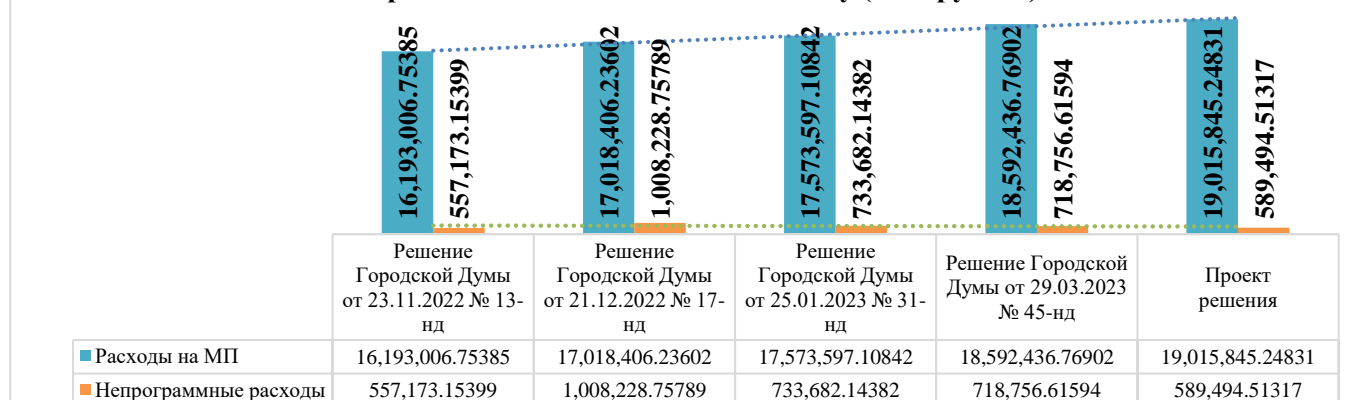 16,193,006.75385
557,173.15399
17,018,406.23602
1,008,228.75789
17,573,597.10842
733,682.14382
18,592,436.76902
718,756.61594
19,015,845.24831
589,494.51317
Решение
Городской Думы
от 23.11.2022 № 13-
нд
Решение
Городской Думы
от 21.12.2022 № 17-
нд
Решение
Городской Думы
от 25.01.2023 № 31-
нд
Решение Городской
Думы от 29.03.2023
№ 45-нд
Проект
решения
Расходы на МП 16,193,006.75385 17,018,406.23602 17,573,597.10842 18,592,436.76902 19,015,845.24831
Непрограммные расходы 557,173.15399 1,008,228.75789 733,682.14382 718,756.61594 589,494.51317